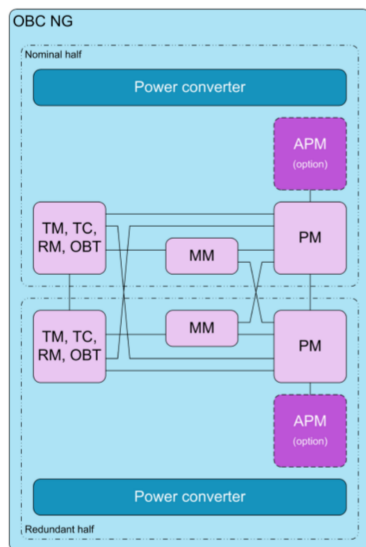 OBC NG
Nominal half
Power converter
APM
(option)
TM, TC,
RM, OBT
MM
PM
TM, TC,
RM, OBT
MM
PM
APM
(option)
Power converter
Redundant half